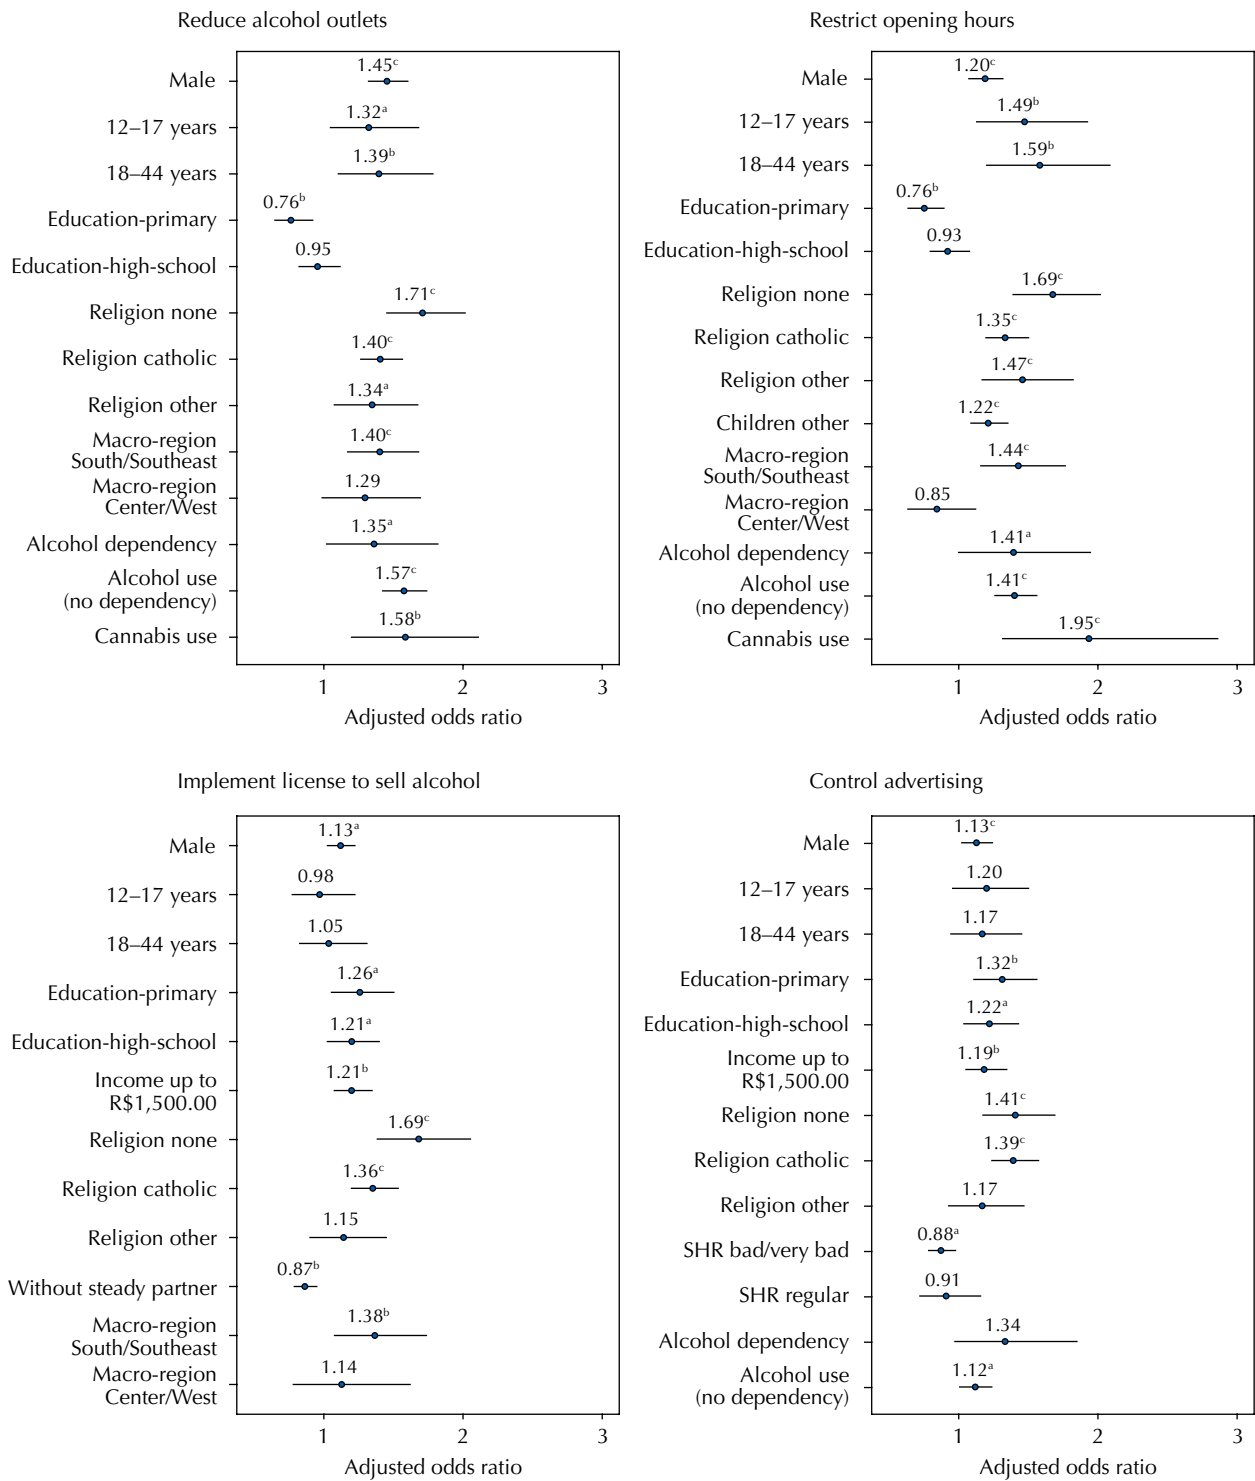 Reduce alcohol outlets
Male
1.45ᶜ
12–17 years
1.32ᵃ
18–44 years
1.39ᵇ
Education-primary
0.76ᵇ
Education-high-school
0.95
Religion none
1.71ᶜ
Religion catholic
1.40ᶜ
Religion other
1.34ᵃ
Macro-region
South/Southeast
1.40ᶜ
Macro-region
Center/West
1.29
Alcohol dependency
1.35ᵃ
Alcohol use
(no dependency)
1.57ᶜ
Cannabis use
1.58ᵇ
1 2 3
Adjusted odds ratio
Restrict opening hours
Male
1.20ᶜ
12–17 years
1.49ᵇ
18–44 years
1.59ᵇ
Education-primary
0.76ᵇ
Education-high-school
0.93
Religion none
1.69ᶜ
Religion catholic
1.35ᶜ
Religion other
1.47ᶜ
Children other
1.22ᶜ
Macro-region
South/Southeast
1.44ᶜ
Macro-region
Center/West
0.85
Alcohol dependency
1.41ᵃ
Alcohol use
(no dependency)
1.41ᶜ
Cannabis use
1.95ᶜ
1 2 3
Adjusted odds ratio
Implement license to sell alcohol
Male
1.13ᵃ
12–17 years
0.98
18–44 years
1.05
Education-primary
1.26ᵃ
Education-high-school
1.21ᵃ
Income up to
R$1,500.00
1.21ᵇ
Religion none
1.69ᶜ
Religion catholic
1.36ᶜ
Religion other
1.15
Without steady partner
0.87ᵇ
Macro-region
South/Southeast
1.38ᵇ
Macro-region
Center/West
1.14
1 2 3
Adjusted odds ratio
Control advertising
Male
1.13ᶜ
12–17 years
1.20
18–44 years
1.17
Education-primary
1.32ᵇ
Education-high-school
1.22ᵃ
Income up to
R$1,500.00
1.19ᵇ
Religion none
1.41ᶜ
Religion catholic
1.39ᶜ
Religion other
1.17
SHR bad/very bad
0.88ᵃ
SHR regular
0.91
Alcohol dependency
1.34
Alcohol use
(no dependency)
1.12ᵃ
1 2 3
Adjusted odds ratio